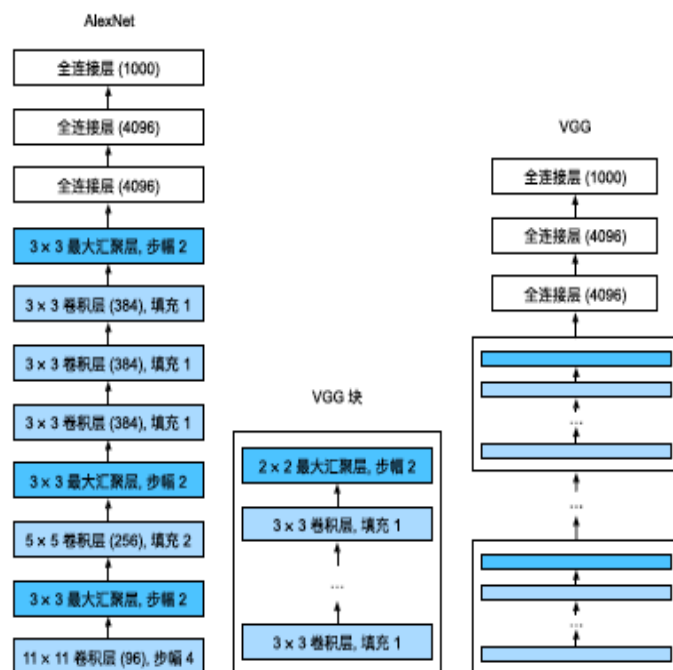 AlexNet
全连接层 (1000)
全连接层 (4096)
全连接层 (4096)
3 × 3 最大汇聚层, 步幅 2
3 × 3 卷积层 (384), 填充 1
3 × 3 卷积层 (384), 填充 1
3 × 3 卷积层 (384), 填充 1
3 × 3 最大汇聚层, 步幅 2
5 × 5 卷积层 (256), 填充 2
3 × 3 最大汇聚层, 步幅 2
11 × 11 卷积层 (96), 步幅 4
VGG 块
2 × 2 最大汇聚层, 步幅 2
3 × 3 卷积层, 填充 1
...
3 × 3 卷积层, 填充 1
VGG
全连接层 (1000)
全连接层 (4096)
全连接层 (4096)
...
...
...